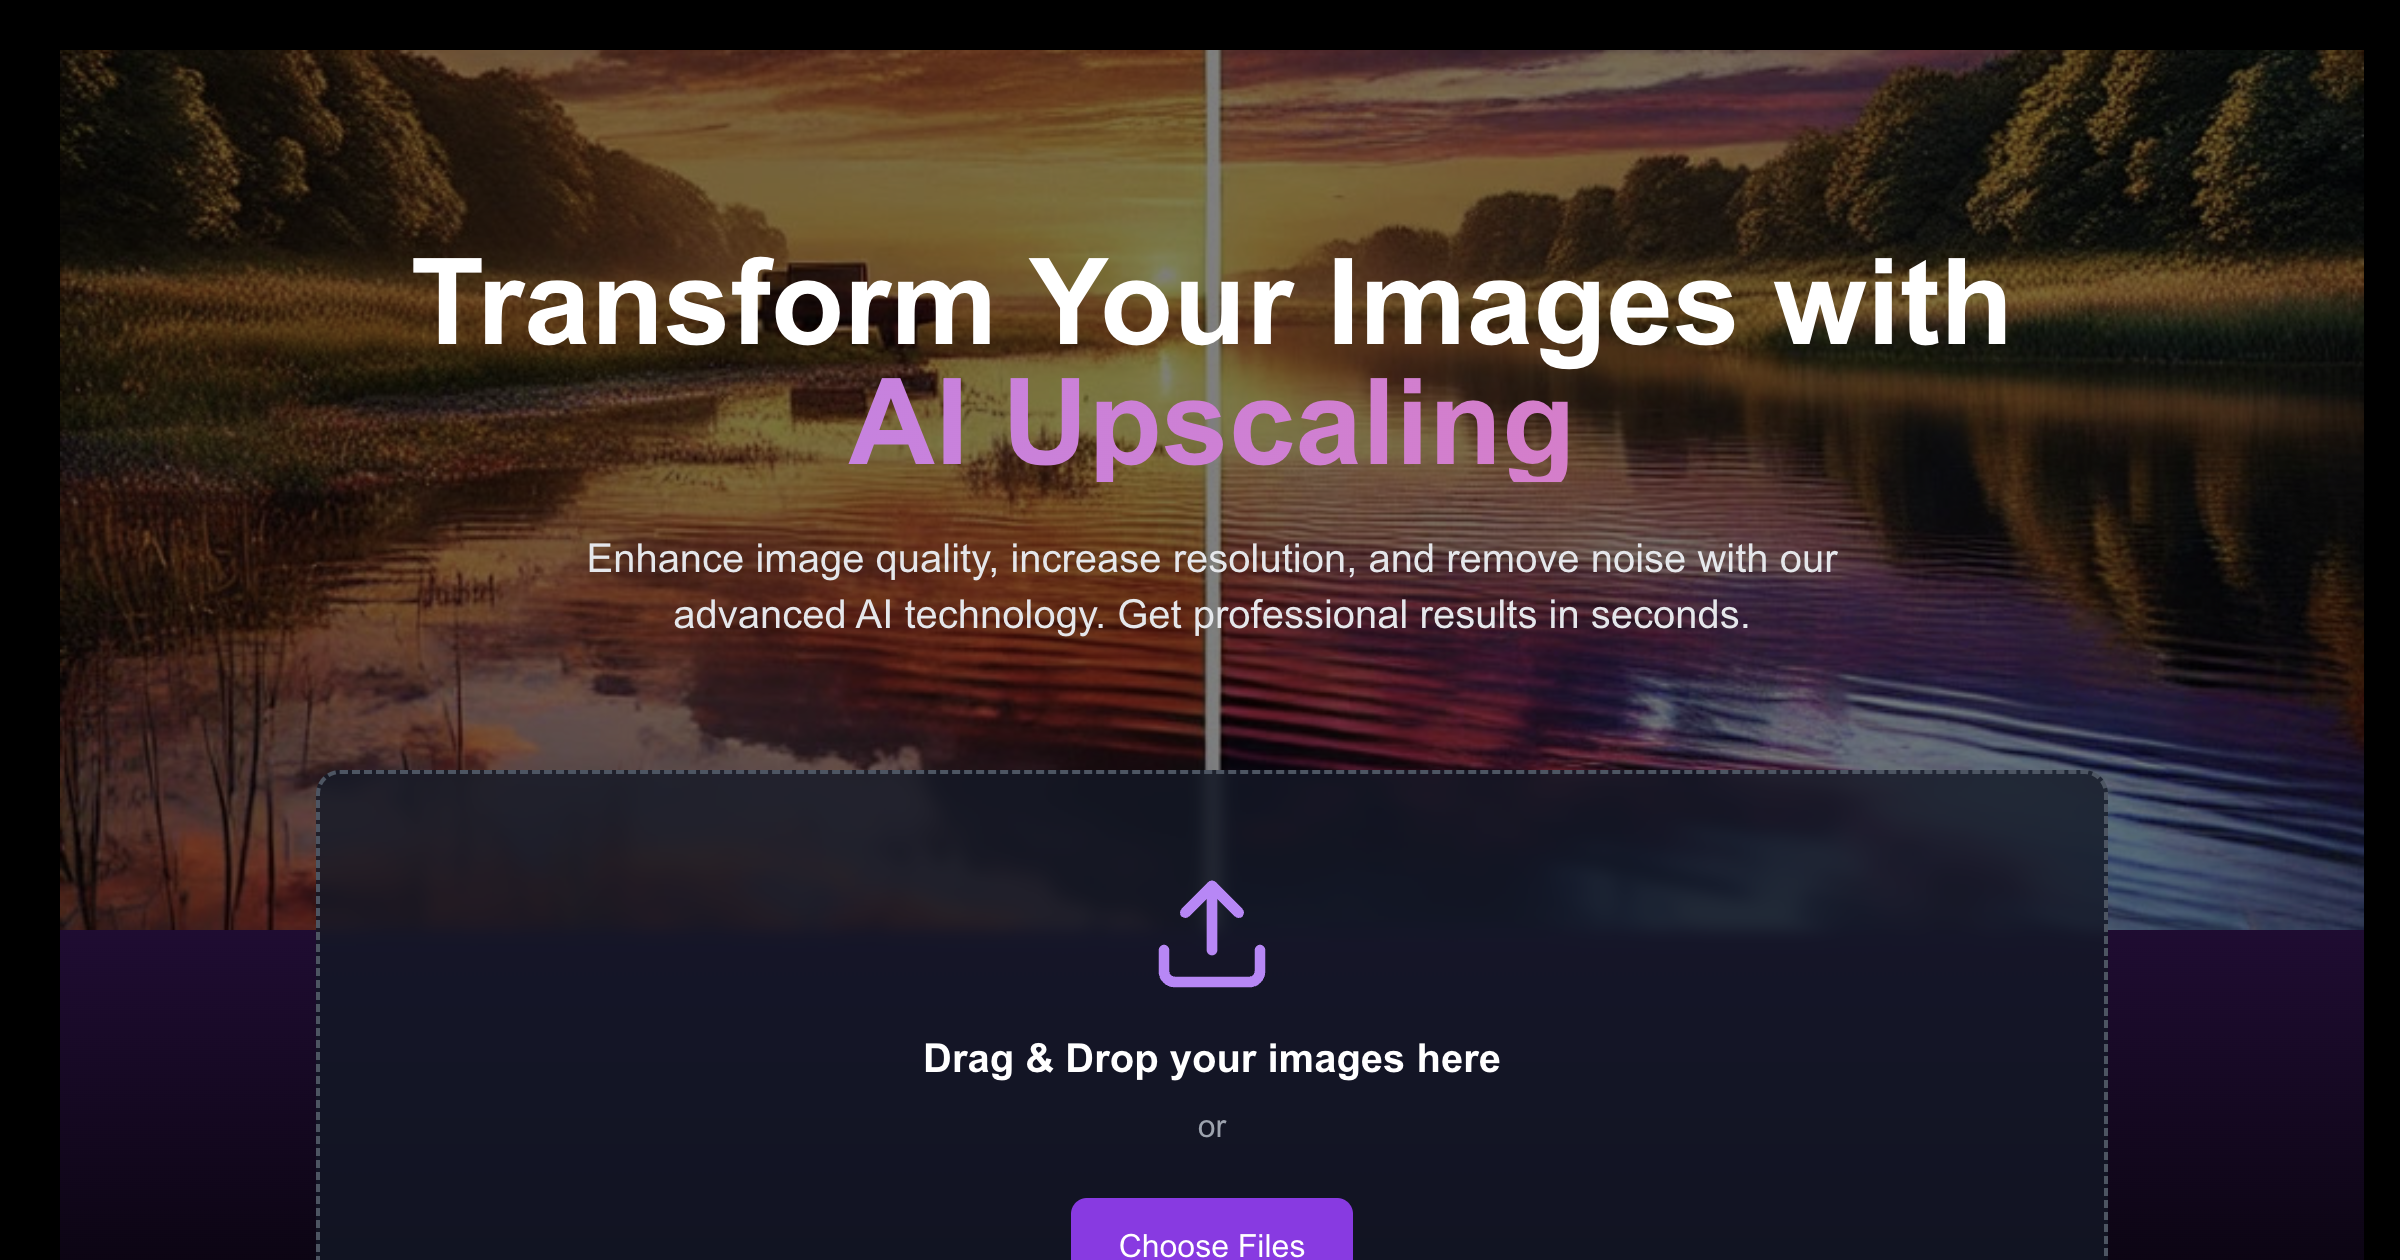 Transform Your Images with
AI Upscaling
Enhance image quality, increase resolution, and remove noise with our
advanced AI technology. Get professional results in seconds.
Drag & Drop your images here
or
Choose Files